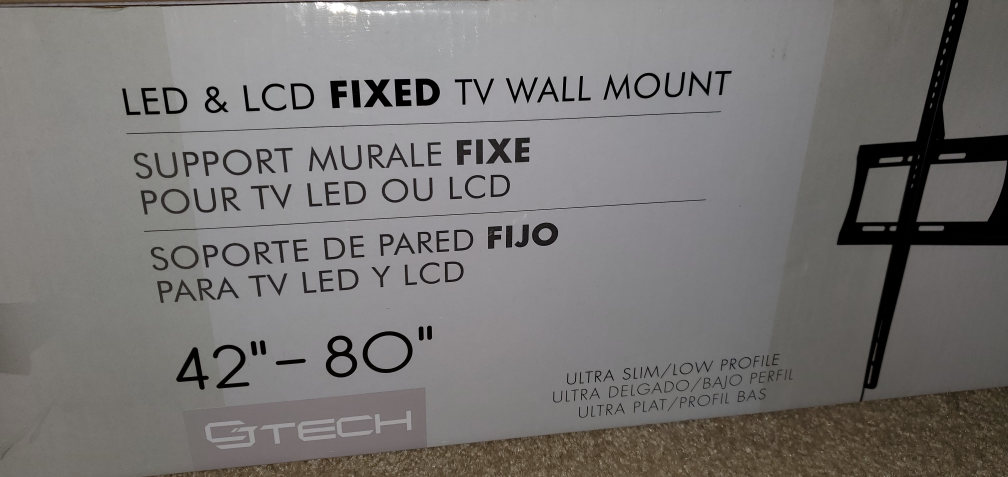 LED & LCD FIXED TV WALL MOUNT
SUPPORT MURALE FIXE
POUR TV LED OU LCD
SOPORTE DE PARED FIJO
PARA TV LED Y LCD
42"– 80"
GTECH
ULTRA SLIM/LOW PROFILE
ULTRA DELGADO/BAJO PERFIL
ULTRA PLAT/PROFIL BAS